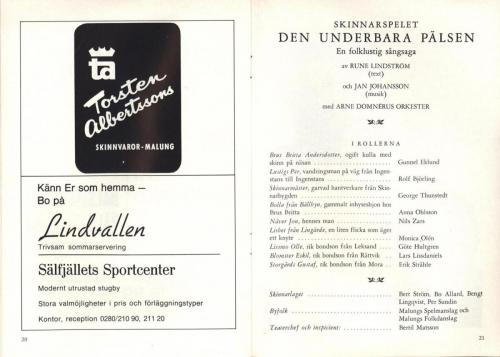 ta
Torsten
Albertssons
SKINNVAROR-MALUNG
Känn Er som hemma —
Bo på
Lindvallen
Trivsam sommarservering
Sälfjällets Sportcenter
Modernt utrustad stugby
Stora valmöjligheter i pris och förläggningstyper
Kontor, reception 0280/210 90, 211 20
20
SKINNARSPELET
DEN UNDERBARA PÄLSEN
En folklustig sångsaga
av RUNE LINDSTRÖM
(text)
och JAN JOHANSSON
(musik)
med ARNE DOMNÉRUS ORKESTER
I ROLLERNA
Brus Britta Andersdotter, ogift kulla med
skinn på näsan Gunnel Eklund
Lustige Per, vandringsman på väg från Ingen-
stans till Ingenstans Rolf Björling
Skinnarmäster, garvad hantverkare från Skin-
narbygden George Thunstedt
Bolla från Bällbyn, gammalt inhyseshjon hos
Brus Britta Anna Ohlsson
Näver Jon, hennes man Nils Zars
Lisbet från Lingärde, en liten flicka som äger
ett knyte Monica Olén
Lissmo Olle, rik bondson från Leksand Göte Hultgren
Blomster Eskil, rik bondson från Rättvik Lars Lissdaniels
Storgårds Gustaf, rik bondson från Mora Erik Stråhle
Skinnarlaget Bert Ström, Bo Allard, Bengt
Lingqvist, Per Sundin
Byfolk Malungs Spelmanslag och
Malungs Folkdanslag
Teaterchef och inspicient: Bertil Matsson
21